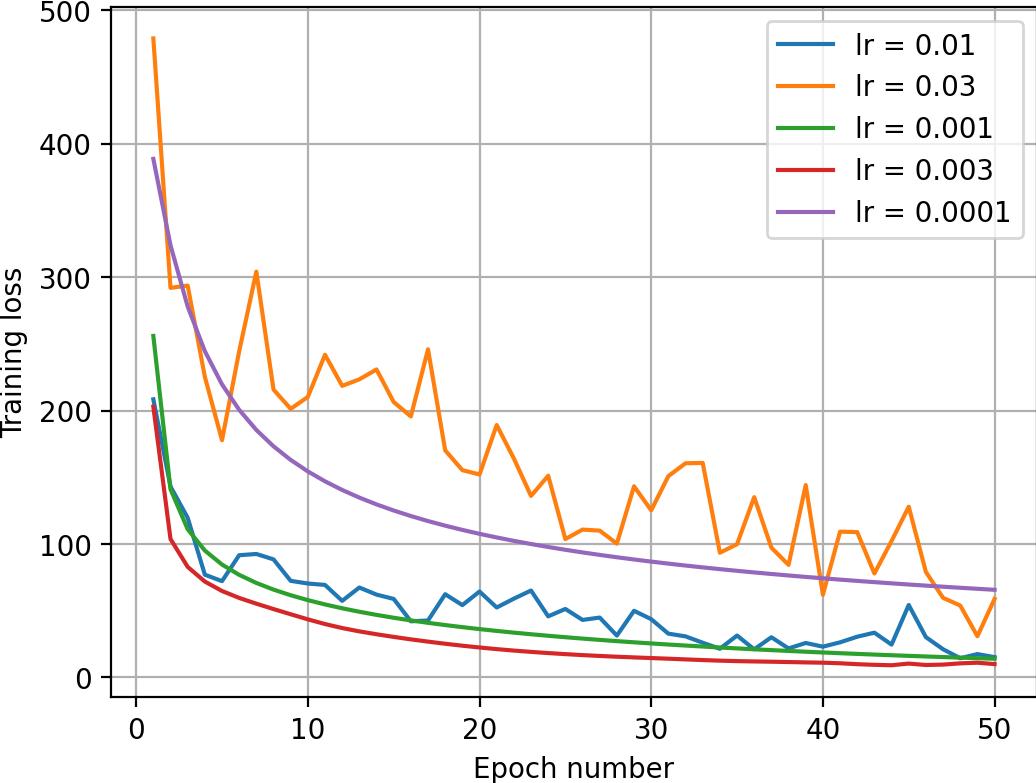 500
400
300
200
100
0
Training loss
0 10 20 30 40 50
Epoch number
lr = 0.01
lr = 0.03
lr = 0.001
lr = 0.003
lr = 0.0001